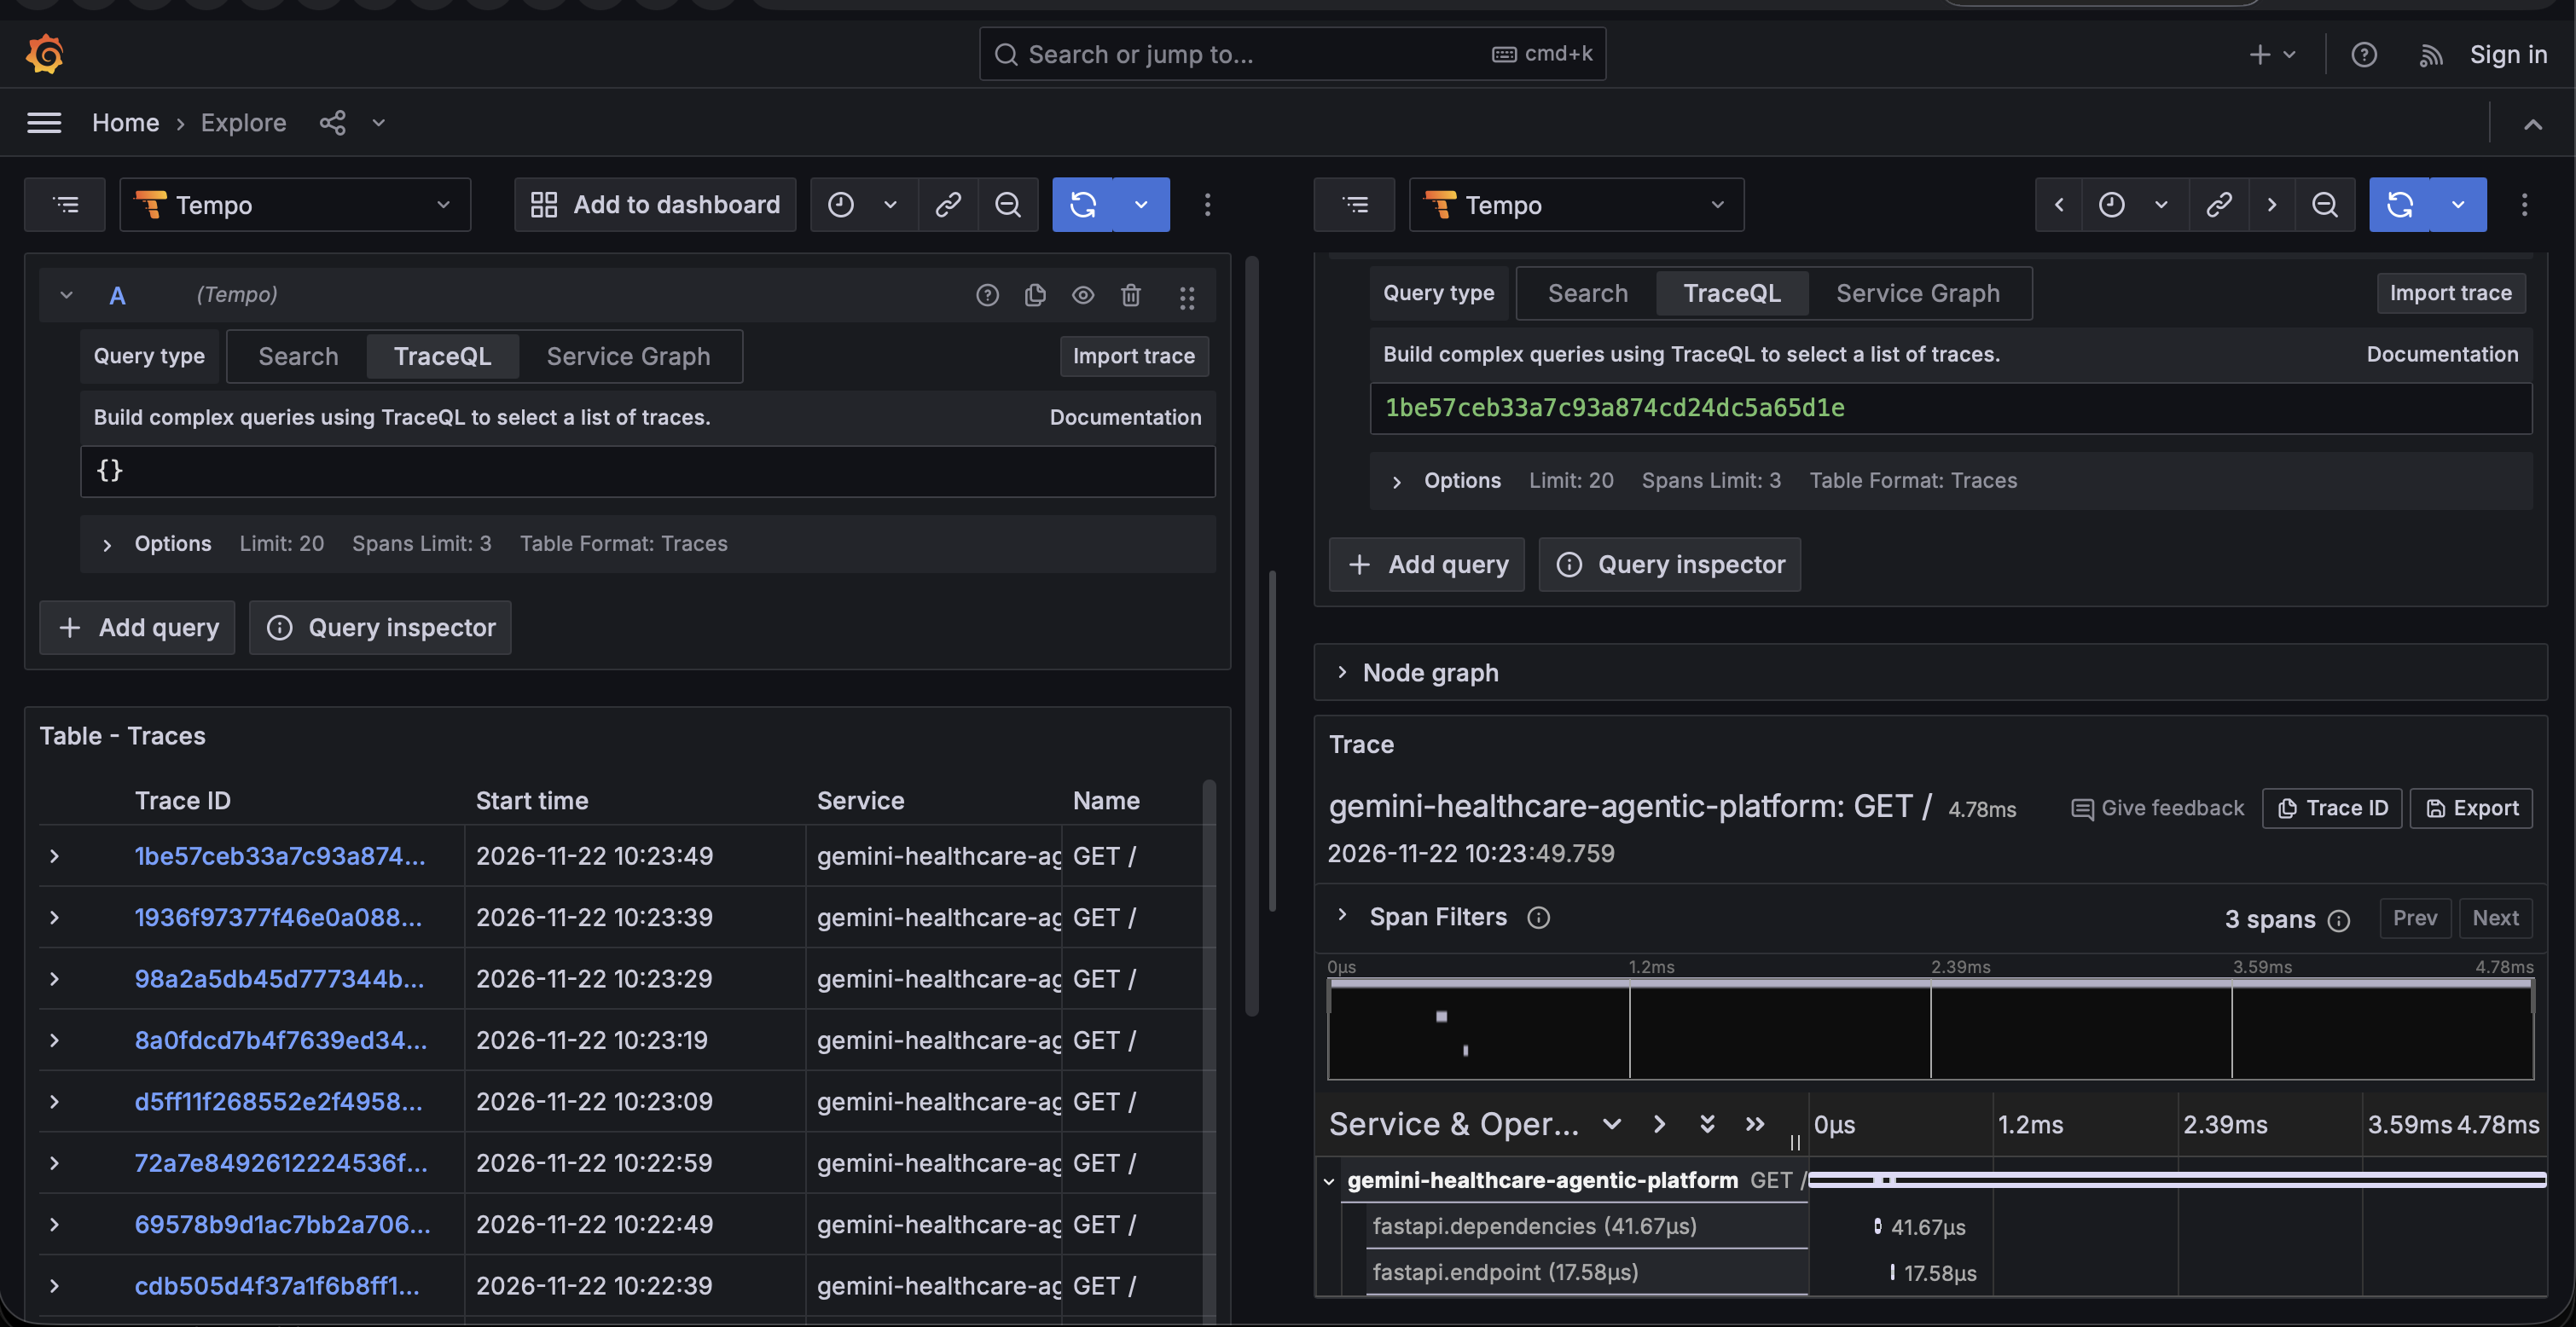 Search or jump to... cmd+k
Sign in
Home › Explore
Tempo
Add to dashboard
A (Tempo)
Query type Search TraceQL Service Graph Import trace
Build complex queries using TraceQL to select a list of traces. Documentation
{}
Options Limit: 20 Spans Limit: 3 Table Format: Traces
Add query Query inspector
Table - Traces
Trace ID Start time Service Name
1be57ceb33a7c93a874... 2026-11-22 10:23:49 gemini-healthcare-ag GET /
1936f97377f46e0a088... 2026-11-22 10:23:39 gemini-healthcare-ag GET /
98a2a5db45d777344b... 2026-11-22 10:23:29 gemini-healthcare-ag GET /
8a0fdcd7b4f7639ed34... 2026-11-22 10:23:19 gemini-healthcare-ag GET /
d5ff11f268552e2f4958... 2026-11-22 10:23:09 gemini-healthcare-ag GET /
72a7e8492612224536f... 2026-11-22 10:22:59 gemini-healthcare-ag GET /
69578b9d1ac7bb2a706... 2026-11-22 10:22:49 gemini-healthcare-ag GET /
cdb505d4f37a1f6b8ff1... 2026-11-22 10:22:39 gemini-healthcare-ag GET /
Tempo
Query type Search TraceQL Service Graph Import trace
Build complex queries using TraceQL to select a list of traces. Documentation
1be57ceb33a7c93a874cd24dc5a65d1e
Options Limit: 20 Spans Limit: 3 Table Format: Traces
Add query Query inspector
Node graph
Trace
gemini-healthcare-agentic-platform: GET / 4.78ms Give feedback Trace ID Export
2026-11-22 10:23:49.759
Span Filters 3 spans Prev Next
0μs 1.2ms 2.39ms 3.59ms 4.78ms
Service & Oper... 0μs 1.2ms 2.39ms 3.59ms 4.78ms
gemini-healthcare-agentic-platform GET /
fastapi.dependencies (41.67μs) 41.67μs
fastapi.endpoint (17.58μs) 17.58μs